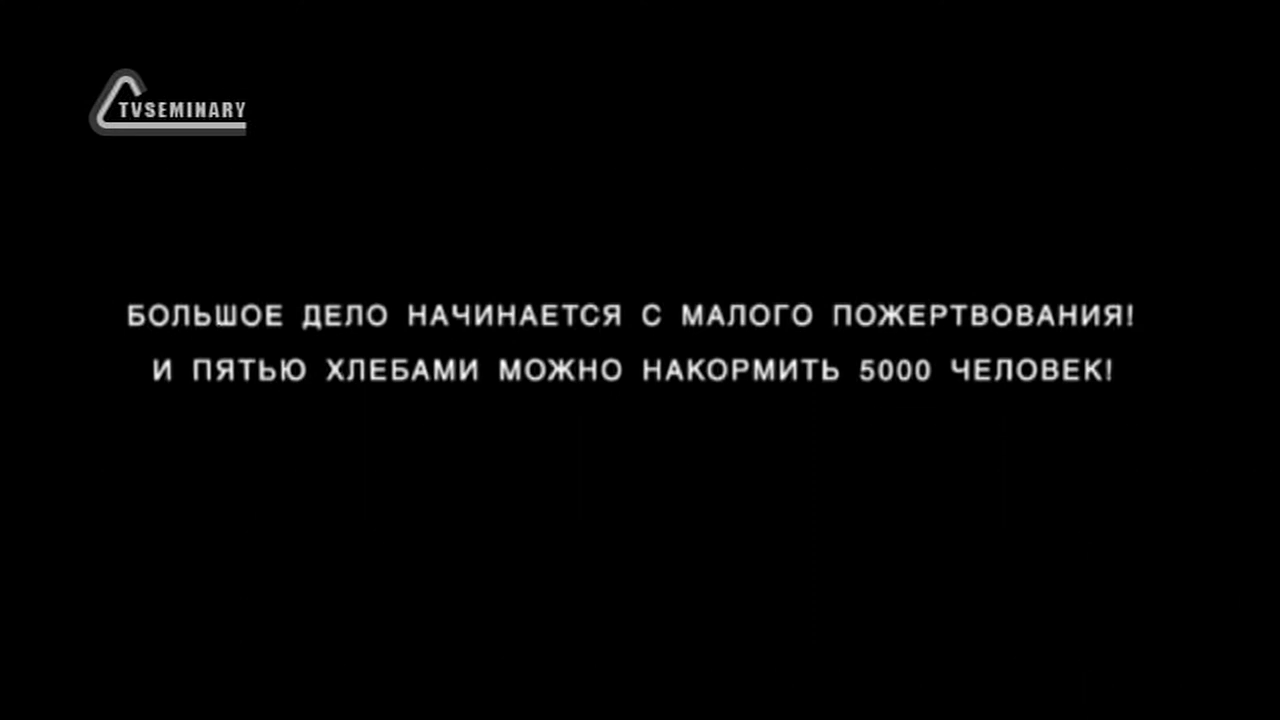 TVSEMINARY
БОЛЬШОЕ ДЕЛО НАЧИНАЕТСЯ С МАЛОГО ПОЖЕРТВОВАНИЯ!
И ПЯТЬЮ ХЛЕБАМИ МОЖНО НАКОРМИТЬ 5000 ЧЕЛОВЕК!